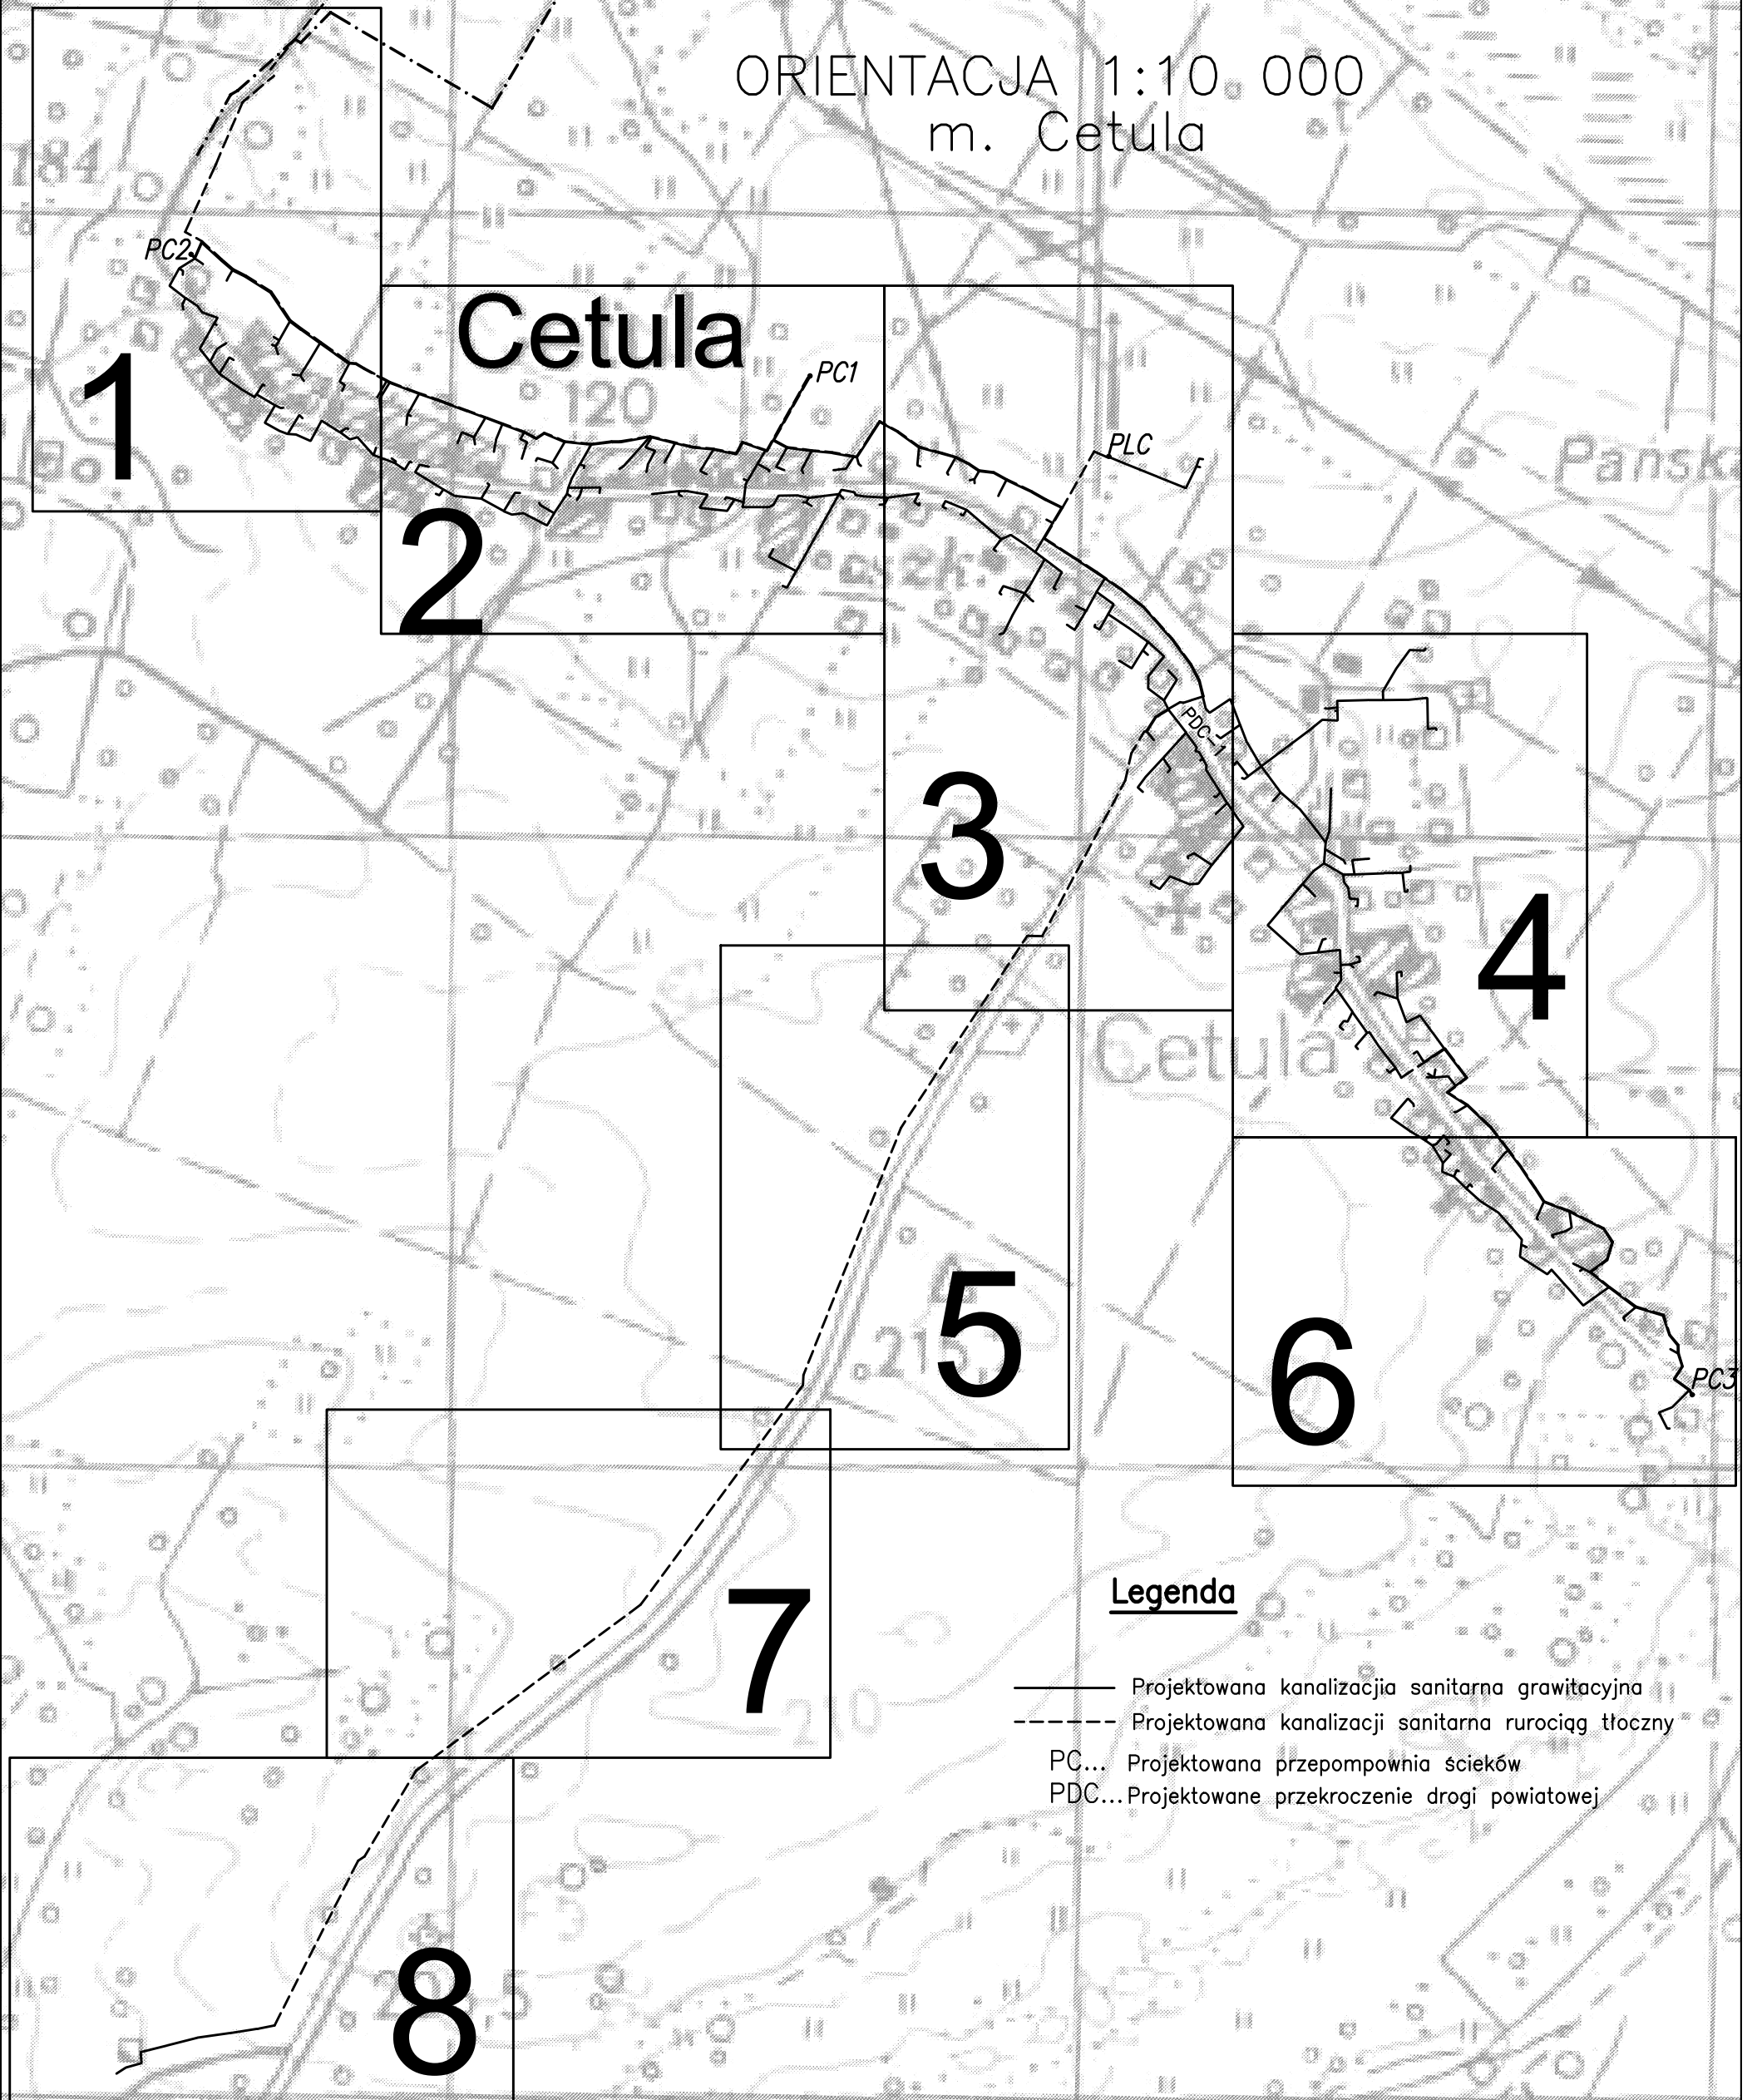 ORIENTACJA 1:10 000
m. Cetula
184
PC2
Cetula
1
120
PC1
PLC
Pańska
2
PDC-1
3
4
Cetula
5
6
PC3
7
Legenda
Projektowana kanalizacjia sanitarna grawitacyjna
Projektowana kanalizacji sanitarna rurociąg tłoczny
210
PC... Projektowana przepompownia ścieków
PDC... Projektowane przekroczenie drogi powiatowej
8